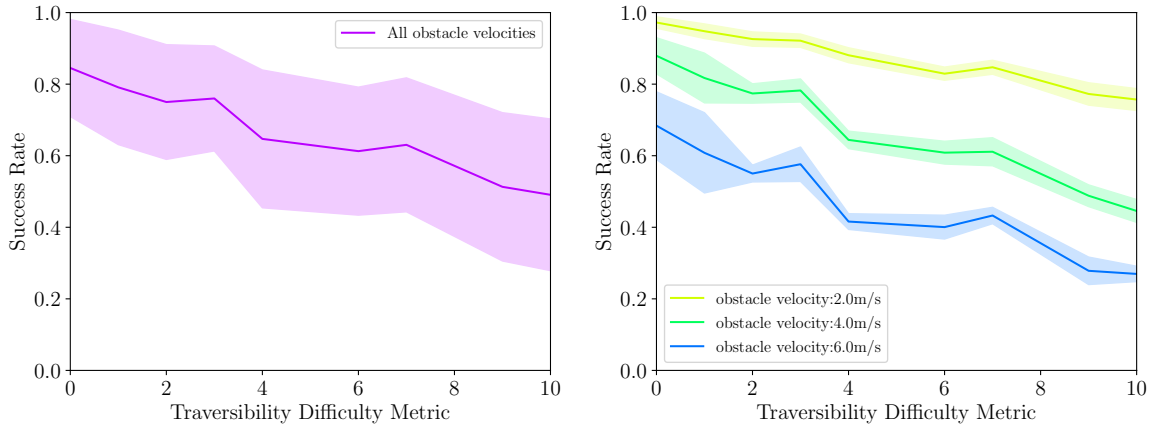 1.0
0.8
0.6
0.4
0.2
0.0
Success Rate
All obstacle velocities
0 2 4 6 8 10
Traversibility Difficulty Metric
1.0
0.8
0.6
0.4
0.2
0.0
Success Rate
obstacle velocity:2.0m/s
obstacle velocity:4.0m/s
obstacle velocity:6.0m/s
0 2 4 6 8 10
Traversibility Difficulty Metric